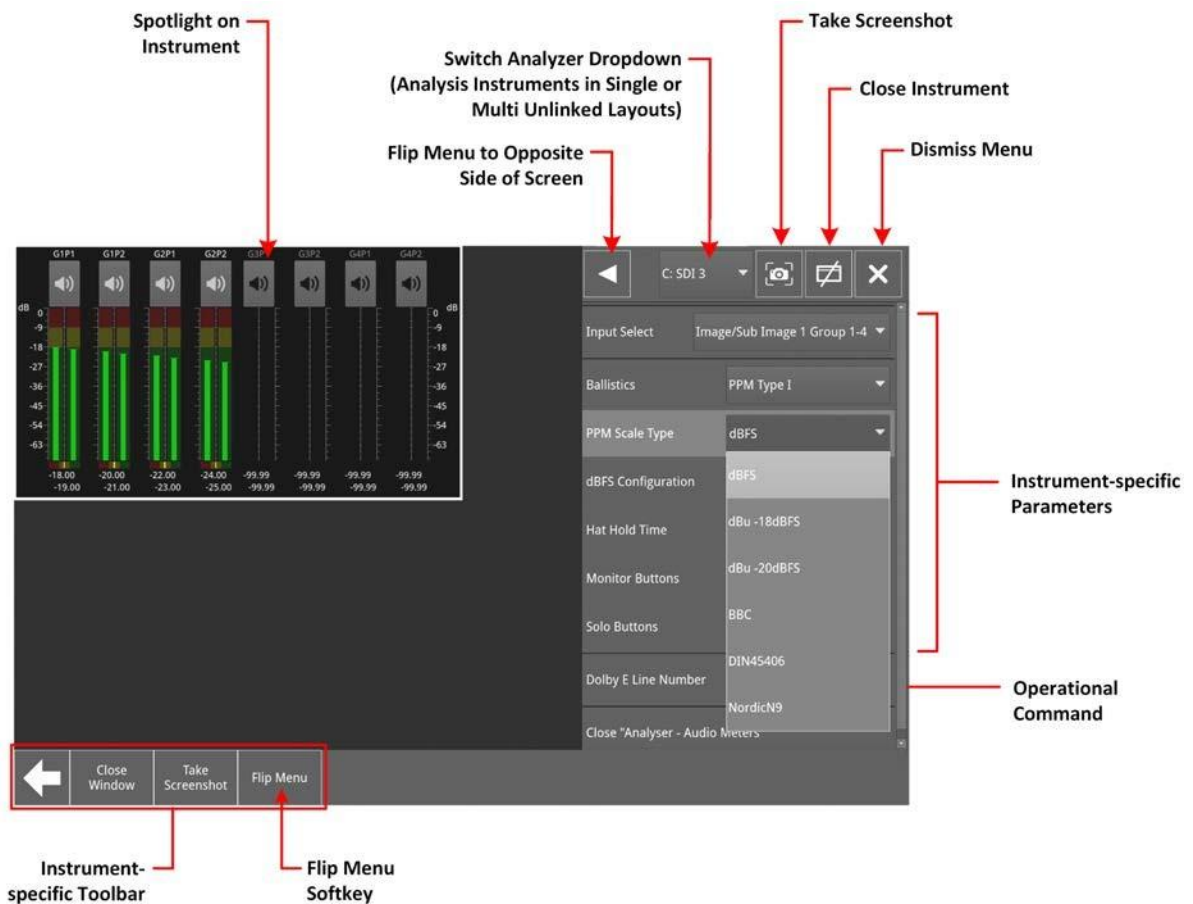 Spotlight on
Instrument
Take Screenshot
Switch Analyzer Dropdown
(Analysis Instruments in Single or
Multi Unlinked Layouts)
Close Instrument
Flip Menu to Opposite
Side of Screen
Dismiss Menu
G1P1 G1P2 G2P1 G2P2 G3P1 G3P2 G4P1 G4P2
C: SDI 3
dB dB
0 0
-9 -9
-18 -18
-27 -27
-36 -36
-45 -45
-54 -54
-63 -63
-18.00 -20.00 -22.00 -24.00 -99.99 -99.99 -99.99 -99.99
-19.00 -21.00 -23.00 -25.00 -99.99 -99.99 -99.99 -99.99
Input Select Image/Sub Image 1 Group 1-4
Ballistics PPM Type I
PPM Scale Type dBFS
dBFS Configuration dBFS
Hat Hold Time dBu -18dBFS
Monitor Buttons dBu -20dBFS
Solo Buttons BBC
DIN45406
Dolby E Line Number NordicN9
Close "Analyser - Audio Meters"
Instrument-specific
Parameters
Operational
Command
Close
Window
Take
Screenshot
Flip Menu
Instrument-
specific Toolbar
Flip Menu
Softkey